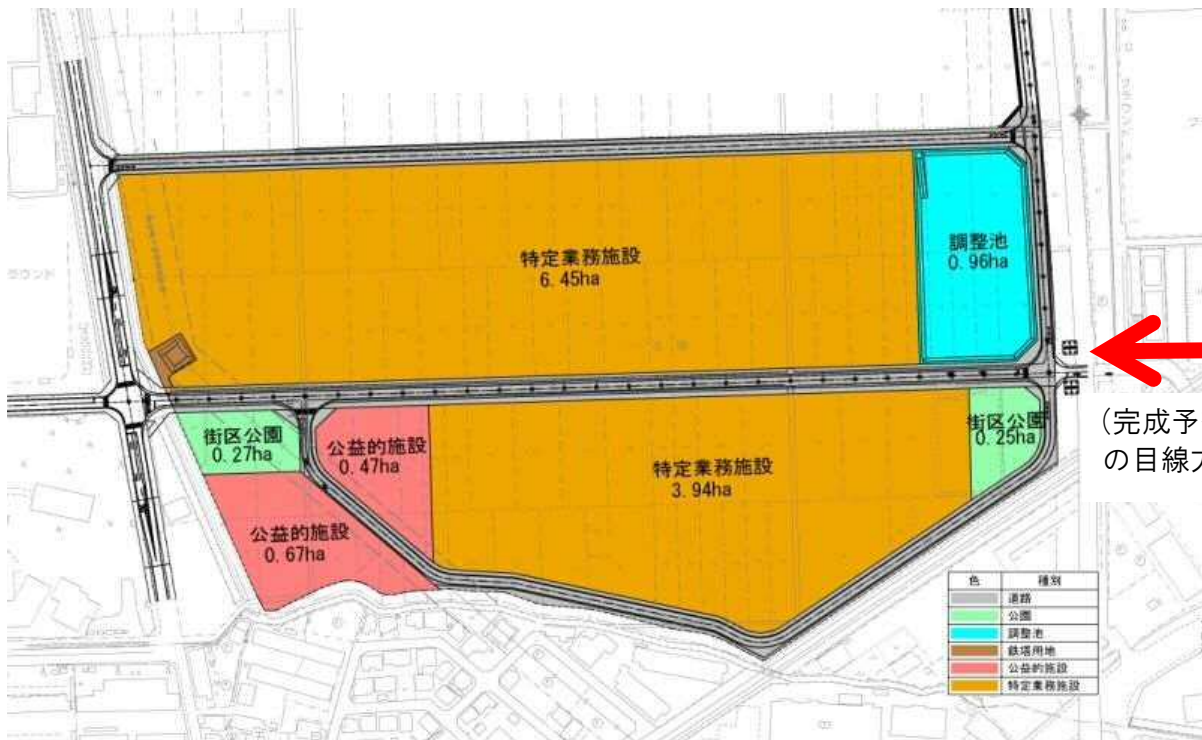 特定業務施設
6.45ha
調整池
0.96ha
ラウンド
街区公園
0.27ha
公益的施設
0.47ha
特定業務施設
3.94ha
街区公園
0.25ha
公益的施設
0.67ha
（完成予
の目線
色 種別
道路
公園
調整池
鉄塔用地
公益的施設
特定業務施設